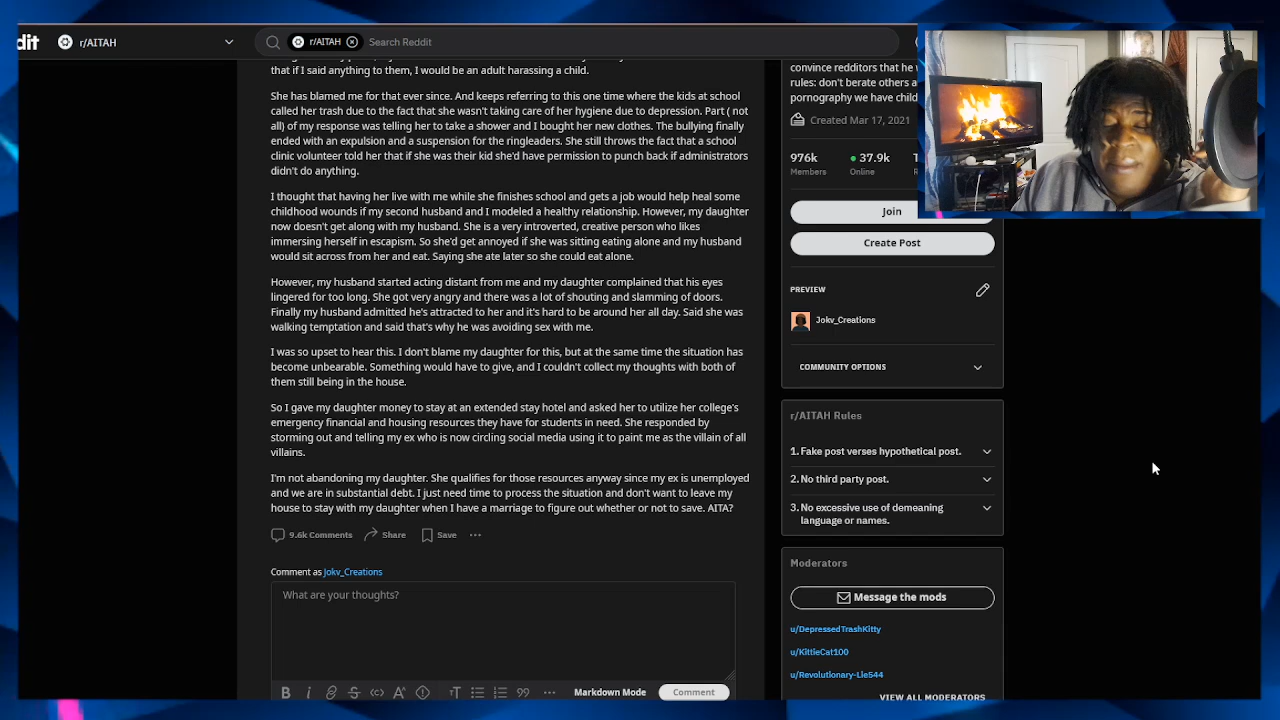 dit
r/AITAH
r/AITAH
Search Reddit
that if I said anything to them, I would be an adult harassing a child.
She has blamed me for that ever since. And keeps referring to this one time where the kids at school
called her trash due to the fact that she wasn't taking care of her hygiene due to depression. Part ( not
all) of my response was telling her to take a shower and I bought her new clothes. The bullying finally
ended with an expulsion and a suspension for the ringleaders. She still throws the fact that a school
clinic volunteer told her that if she was their kid she'd have permission to punch back if administrators
didn't do anything.
I thought that having her live with me while she finishes school and gets a job would help heal some
childhood wounds if my second husband and I modeled a healthy relationship. However, my daughter
now doesn't get along with my husband. She is a very introverted, creative person who likes
immersing herself in escapism. So she'd get annoyed if she was sitting eating alone and my husband
would sit across from her and eat. Saying she ate later so she could eat alone.
However, my husband started acting distant from me and my daughter complained that his eyes
lingered for too long. She got very angry and there was a lot of shouting and slamming of doors.
Finally my husband admitted he's attracted to her and it's hard to be around her all day. Said she was
walking temptation and said that's why he was avoiding sex with me.
I was so upset to hear this. I don't blame my daughter for this, but at the same time the situation has
become unbearable. Something would have to give, and I couldn't collect my thoughts with both of
them still being in the house.
So I gave my daughter money to stay at an extended stay hotel and asked her to utilize her college's
emergency financial and housing resources they have for students in need. She responded by
storming out and telling my ex who is now circling social media using it to paint me as the villain of all
villains.
I'm not abandoning my daughter. She qualifies for those resources anyway since my ex is unemployed
and we are in substantial debt. I just need time to process the situation and don't want to leave my
house to stay with my daughter when I have a marriage to figure out whether or not to save. AITA?
9.6k Comments
Share
Save
Comment as Jokv_Creations
What are your thoughts?
Markdown Mode
Comment
convince redditors that he w
rules: don't berate others a
pornography we have child
Created Mar 17, 2021
976k
37.9k
Members
Online
Join
Create Post
PREVIEW
Jokv_Creations
COMMUNITY OPTIONS
r/AITAH Rules
1. Fake post verses hypothetical post.
2. No third party post.
3. No excessive use of demeaning
language or names.
Moderators
Message the mods
u/DepressedTrashKitty
u/KittieCat100
u/Revolutionary-Lie544
VIEW ALL MODERATORS